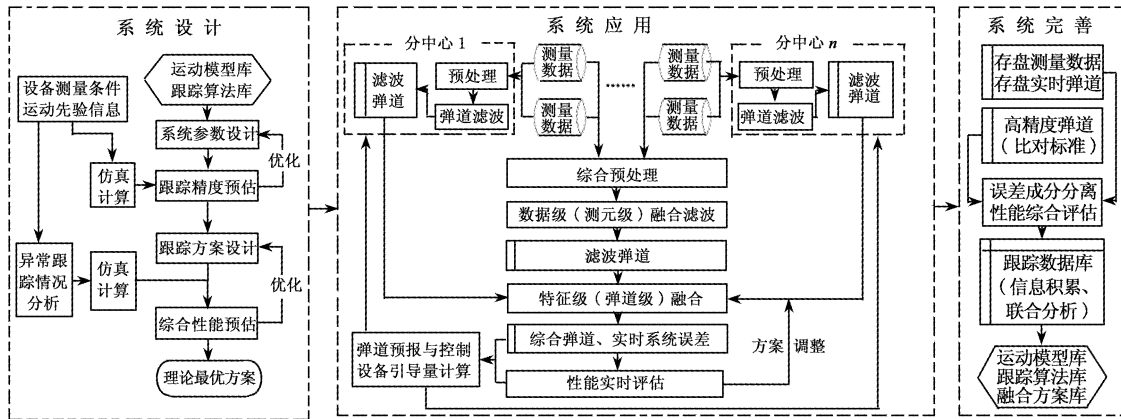 系统设计
运动模型库
跟踪算法库
设备测量条件
运动先验信息
系统参数设计
优化
仿真
计算
跟踪精度预估
跟踪方案设计
异常跟
踪情况
分析
仿真
计算
优化
综合性能预估
理论最优方案
系统应用
分中心 1
滤波
弹道
预处理
弹道滤波
测量
数据
测量
数据
……
测量
数据
测量
数据
分中心 n
预处理
弹道滤波
滤波
弹道
综合预处理
数据级(测元级)融合滤波
滤波弹道
特征级(弹道级)融合
综合弹道、实时系统误差
性能实时评估
弹道预报与控制
设备引导量计算
方案调整
系统完善
存盘测量数据
存盘实时弹道
高精度弹道
(比对标准)
误差成分分离
性能综合评估
跟踪数据库
(信息积累、
联合分析)
运动模型库
跟踪算法库
融合方案库